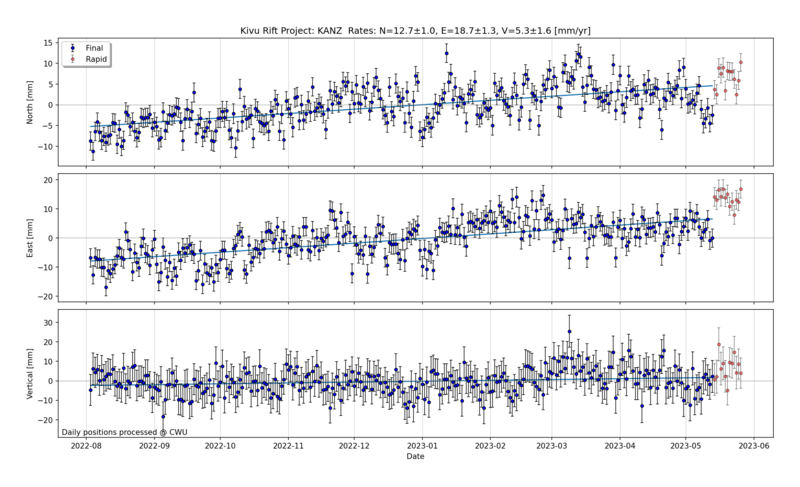 Kivu Rift Project: KANZ Rates: N=12.7±1.0, E=18.7±1.3, V=5.3±1.6 [mm/yr]
Final
Rapid
North [mm]
15
10
5
0
−5
−10
East [mm]
20
10
0
−10
−20
Vertical [mm]
30
20
10
0
−10
−20
Daily positions processed @ CWU
2022-08 2022-09 2022-10 2022-11 2022-12 2023-01 2023-02 2023-03 2023-04 2023-05 2023-06
Date